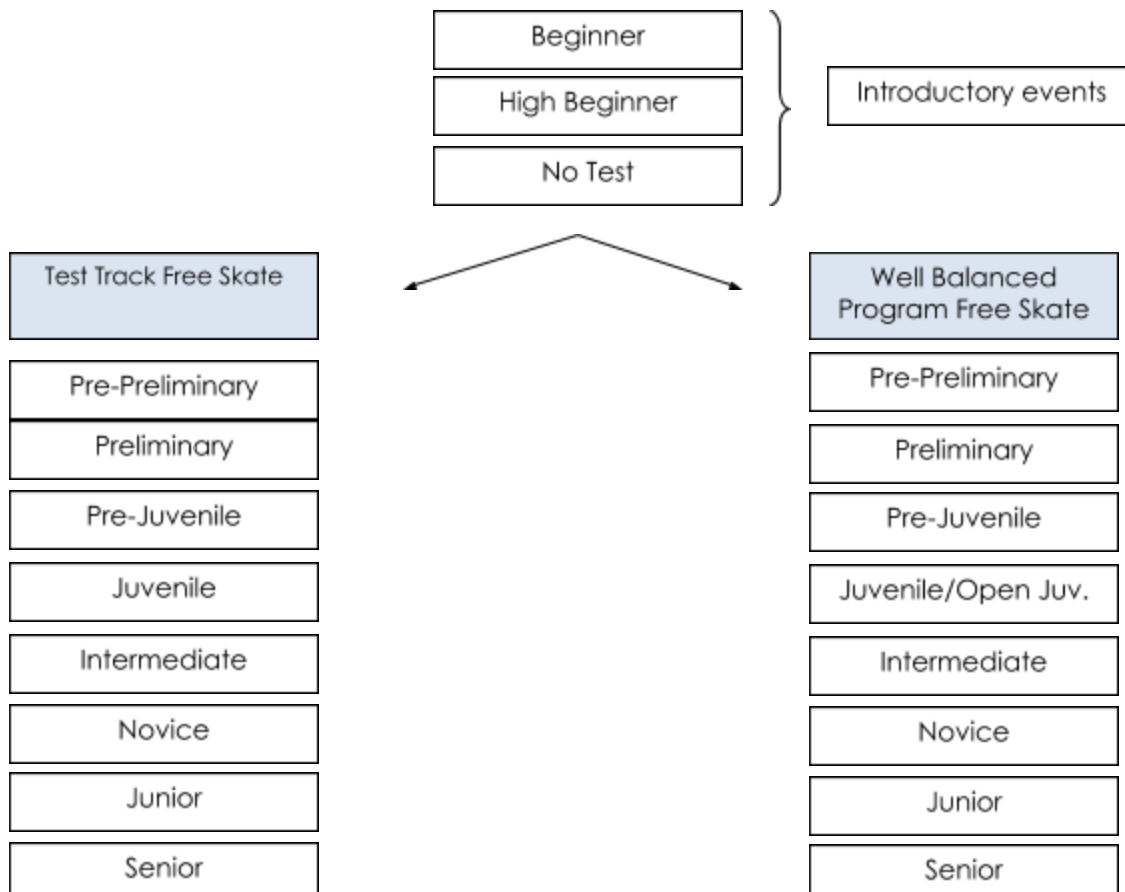 Beginner
High Beginner
No Test
Introductory events
Test Track Free Skate
Pre-Preliminary
Preliminary
Pre-Juvenile
Juvenile
Intermediate
Novice
Junior
Senior
Well Balanced
Program Free Skate
Pre-Preliminary
Preliminary
Pre-Juvenile
Juvenile/Open Juv.
Intermediate
Novice
Junior
Senior